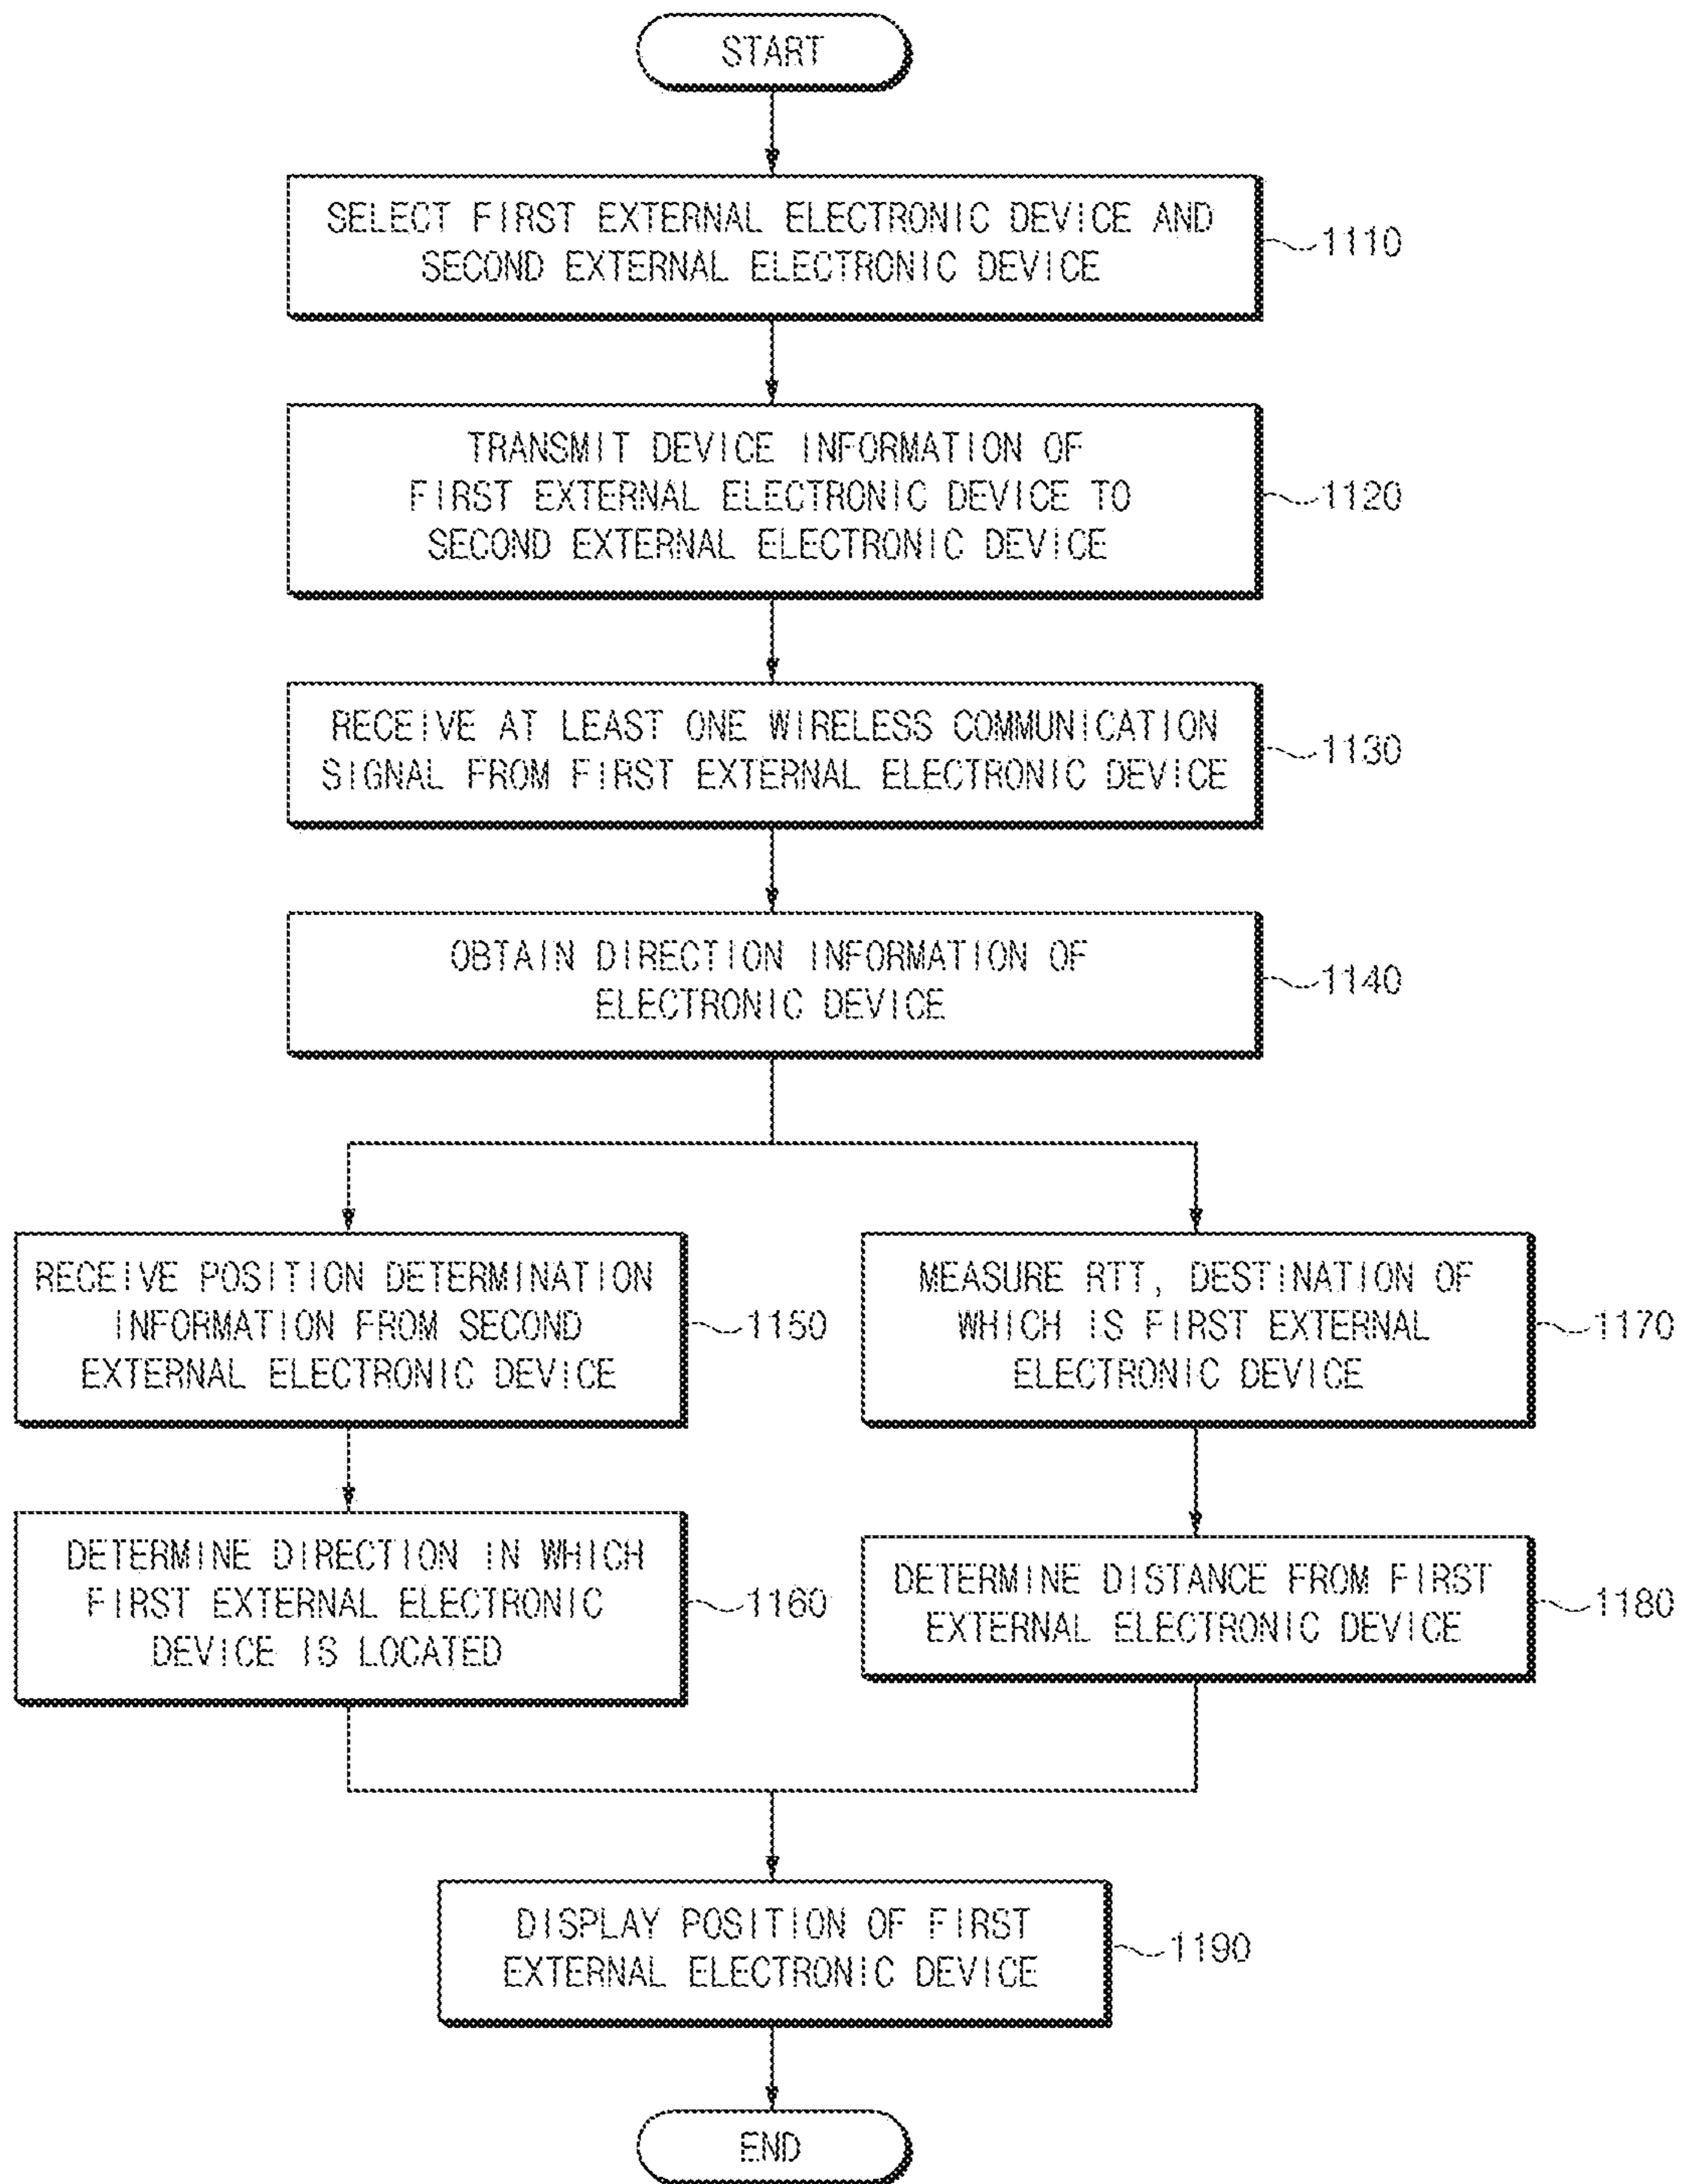 START
SELECT FIRST EXTERNAL ELECTRONIC DEVICE AND
SECOND EXTERNAL ELECTRONIC DEVICE
1110
TRANSMIT DEVICE INFORMATION OF
FIRST EXTERNAL ELECTRONIC DEVICE TO
SECOND EXTERNAL ELECTRONIC DEVICE
1120
RECEIVE AT LEAST ONE WIRELESS COMMUNICATION
SIGNAL FROM FIRST EXTERNAL ELECTRONIC DEVICE
1130
OBTAIN DIRECTION INFORMATION OF
ELECTRONIC DEVICE
1140
RECEIVE POSITION DETERMINATION
INFORMATION FROM SECOND
EXTERNAL ELECTRONIC DEVICE
1150
MEASURE RTT, DESTINATION OF
WHICH IS FIRST EXTERNAL
ELECTRONIC DEVICE
1170
DETERMINE DIRECTION IN WHICH
FIRST EXTERNAL ELECTRONIC
DEVICE IS LOCATED
1160
DETERMINE DISTANCE FROM FIRST
EXTERNAL ELECTRONIC DEVICE
1180
DISPLAY POSITION OF FIRST
EXTERNAL ELECTRONIC DEVICE
1190
END